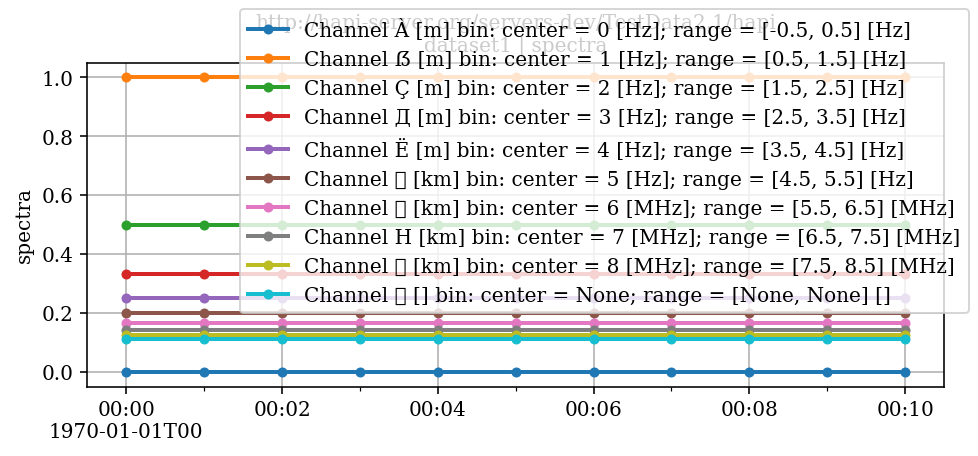 http://hapi-server.org/servers-dev/TestData2.1/hapi
dataset1 | spectra
Channel A [m] bin: center = 0 [Hz]; range = [-0.5, 0.5] [Hz]
Channel ẞ [m] bin: center = 1 [Hz]; range = [0.5, 1.5] [Hz]
Channel Ç [m] bin: center = 2 [Hz]; range = [1.5, 2.5] [Hz]
Channel Д [m] bin: center = 3 [Hz]; range = [2.5, 3.5] [Hz]
Channel Ë [m] bin: center = 4 [Hz]; range = [3.5, 4.5] [Hz]
Channel [km] bin: center = 5 [Hz]; range = [4.5, 5.5] [Hz]
Channel [km] bin: center = 6 [MHz]; range = [5.5, 6.5] [MHz]
Channel H [km] bin: center = 7 [MHz]; range = [6.5, 7.5] [MHz]
Channel [km] bin: center = 8 [MHz]; range = [7.5, 8.5] [MHz]
Channel [] bin: center = None; range = [None, None] []
spectra
1.0
0.8
0.6
0.4
0.2
0.0
00:00 00:02 00:04 00:06 00:08 00:10
1970-01-01T00